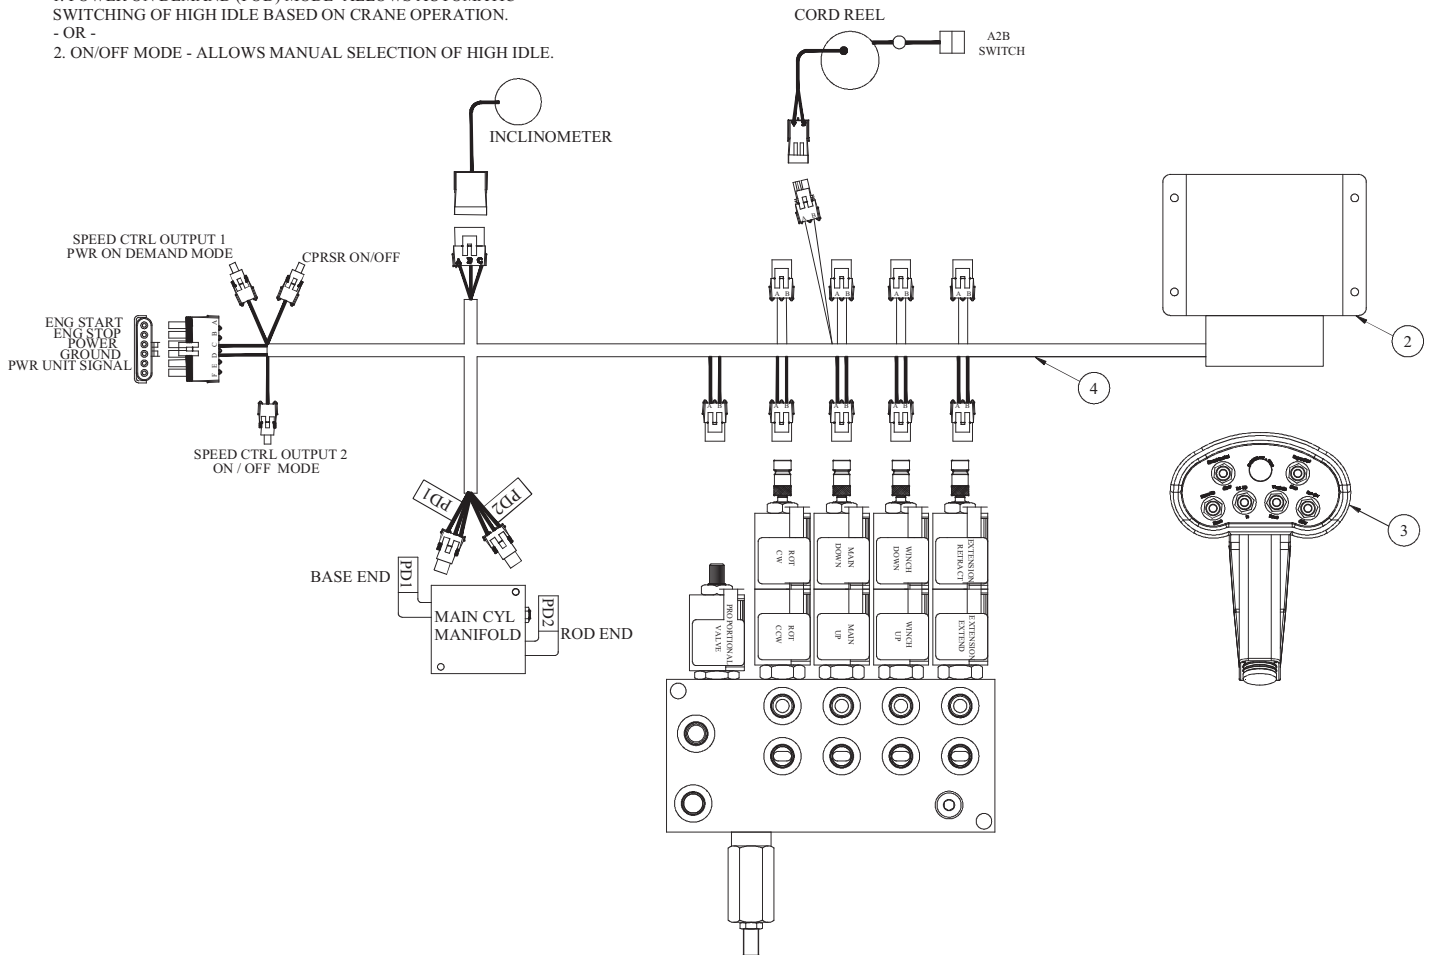 SWITCHING OF HIGH IDLE BASED ON CRANE OPERATION.
- OR -
2. ON/OFF MODE - ALLOWS MANUAL SELECTION OF HIGH IDLE.
CORD REEL
A2B
SWITCH
INCLINOMETER
SPEED CTRL OUTPUT 1
PWR ON DEMAND MODE
CPRSR ON/OFF
ENG START
ENG STOP
POWER
GROUND
PWR UNIT SIGNAL
A
B
C
D
E
F
A B C
A B
A B
A B
A B
A B
A B
A B
A B
A B
A B
2
4
3
SPEED CTRL OUTPUT 2
ON / OFF MODE
PD1
PD2
BASE END
PD1
MAIN CYL
MANIFOLD
PD2
ROD END
ROT
CW
MAIN
DOWN
WINCH
DOWN
EXTENSION
RETRACT
PROPORTIONAL
VALVE
ROT
CCW
MAIN
UP
WINCH
UP
EXTENSION
EXTEND